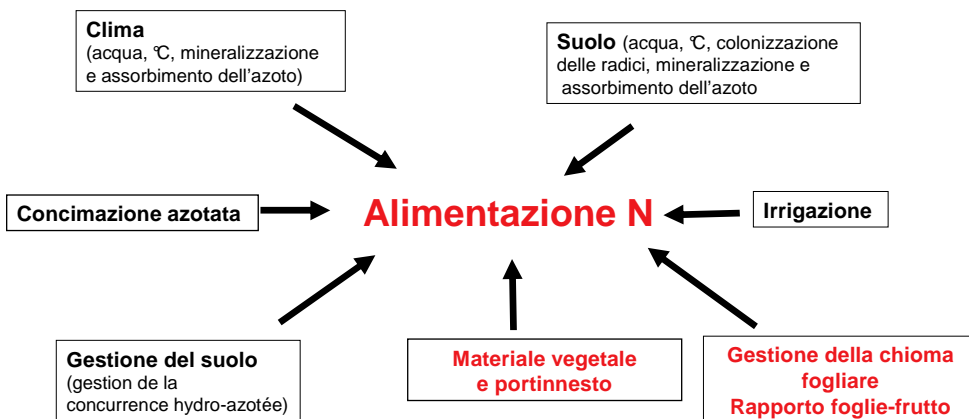 Clima
(acqua, °C, mineralizzazione
e assorbimento dell'azoto)
Suolo (acqua, °C, colonizzazione
delle radici, mineralizzazione e
assorbimento dell'azoto
Concimazione azotata
Alimentazione N
Irrigazione
Gestione del suolo
(gestion de la
concurrence hydro-azotée)
Materiale vegetale
e portinnesto
Gestione della chioma
fogliare
Rapporto foglie-frutto